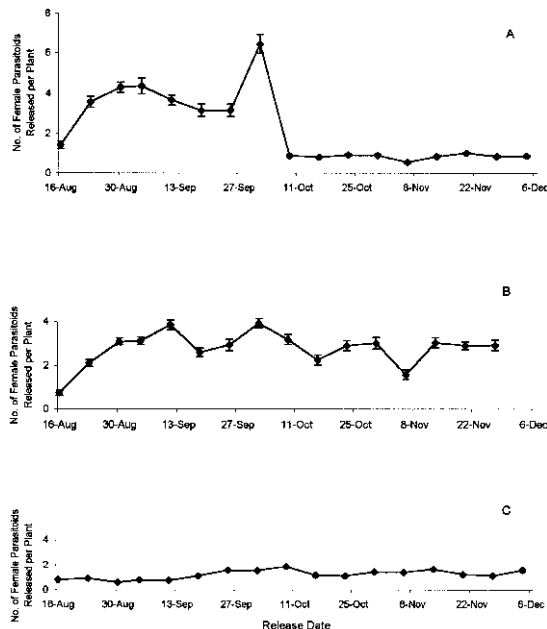 A
No. of Female Parasitoids
Released per Plant
8
6
4
2
0
16-Aug 30-Aug 13-Sep 27-Sep 11-Oct 25-Oct 8-Nov 22-Nov 6-Dec
B
No. of Female Parasitoids
Released per Plant
4
2
0
16-Aug 30-Aug 13-Sep 27-Sep 11-Oct 25-Oct 8-Nov 22-Nov 6-Dec
C
No. of Female Parasitoids
Released per Plant
4
2
0
16-Aug 30-Aug 13-Sep 27-Sep 11-Oct 25-Oct 8-Nov 22-Nov 6-Dec
Release Date